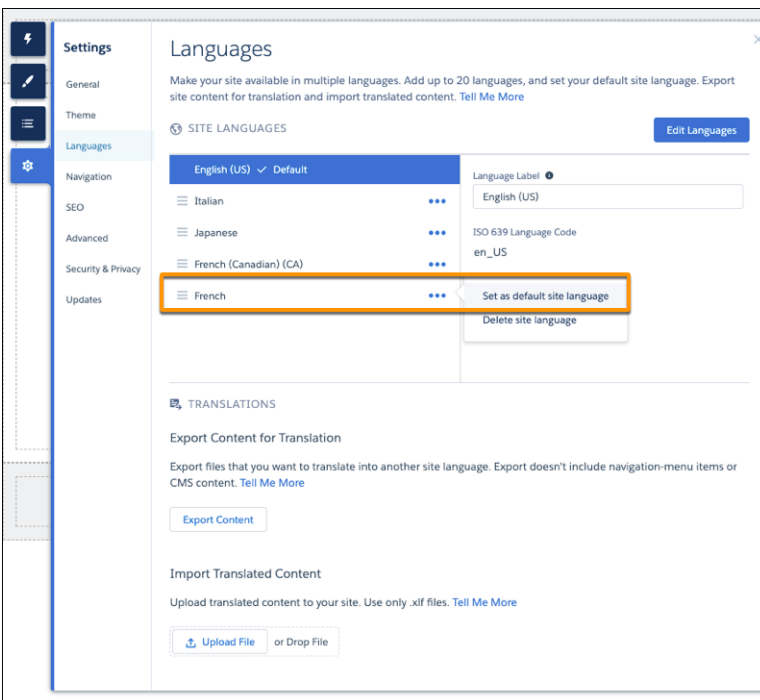 Settings
General
Theme
Languages
Navigation
SEO
Advanced
Security & Privacy
Updates
Languages
Make your site available in multiple languages. Add up to 20 languages, and set your default site language. Export
site content for translation and import translated content. Tell Me More
SITE LANGUAGES
Edit Languages
English (US) Default
Italian
Japanese
French (Canadian) (CA)
French
Language Label
English (US)
ISO 639 Language Code
en_US
Set as default site language
Delete site language
TRANSLATIONS
Export Content for Translation
Export files that you want to translate into another site language. Export doesn't include navigation-menu items or
CMS content. Tell Me More
Export Content
Import Translated Content
Upload translated content to your site. Use only .xlf files. Tell Me More
Upload File or Drop File